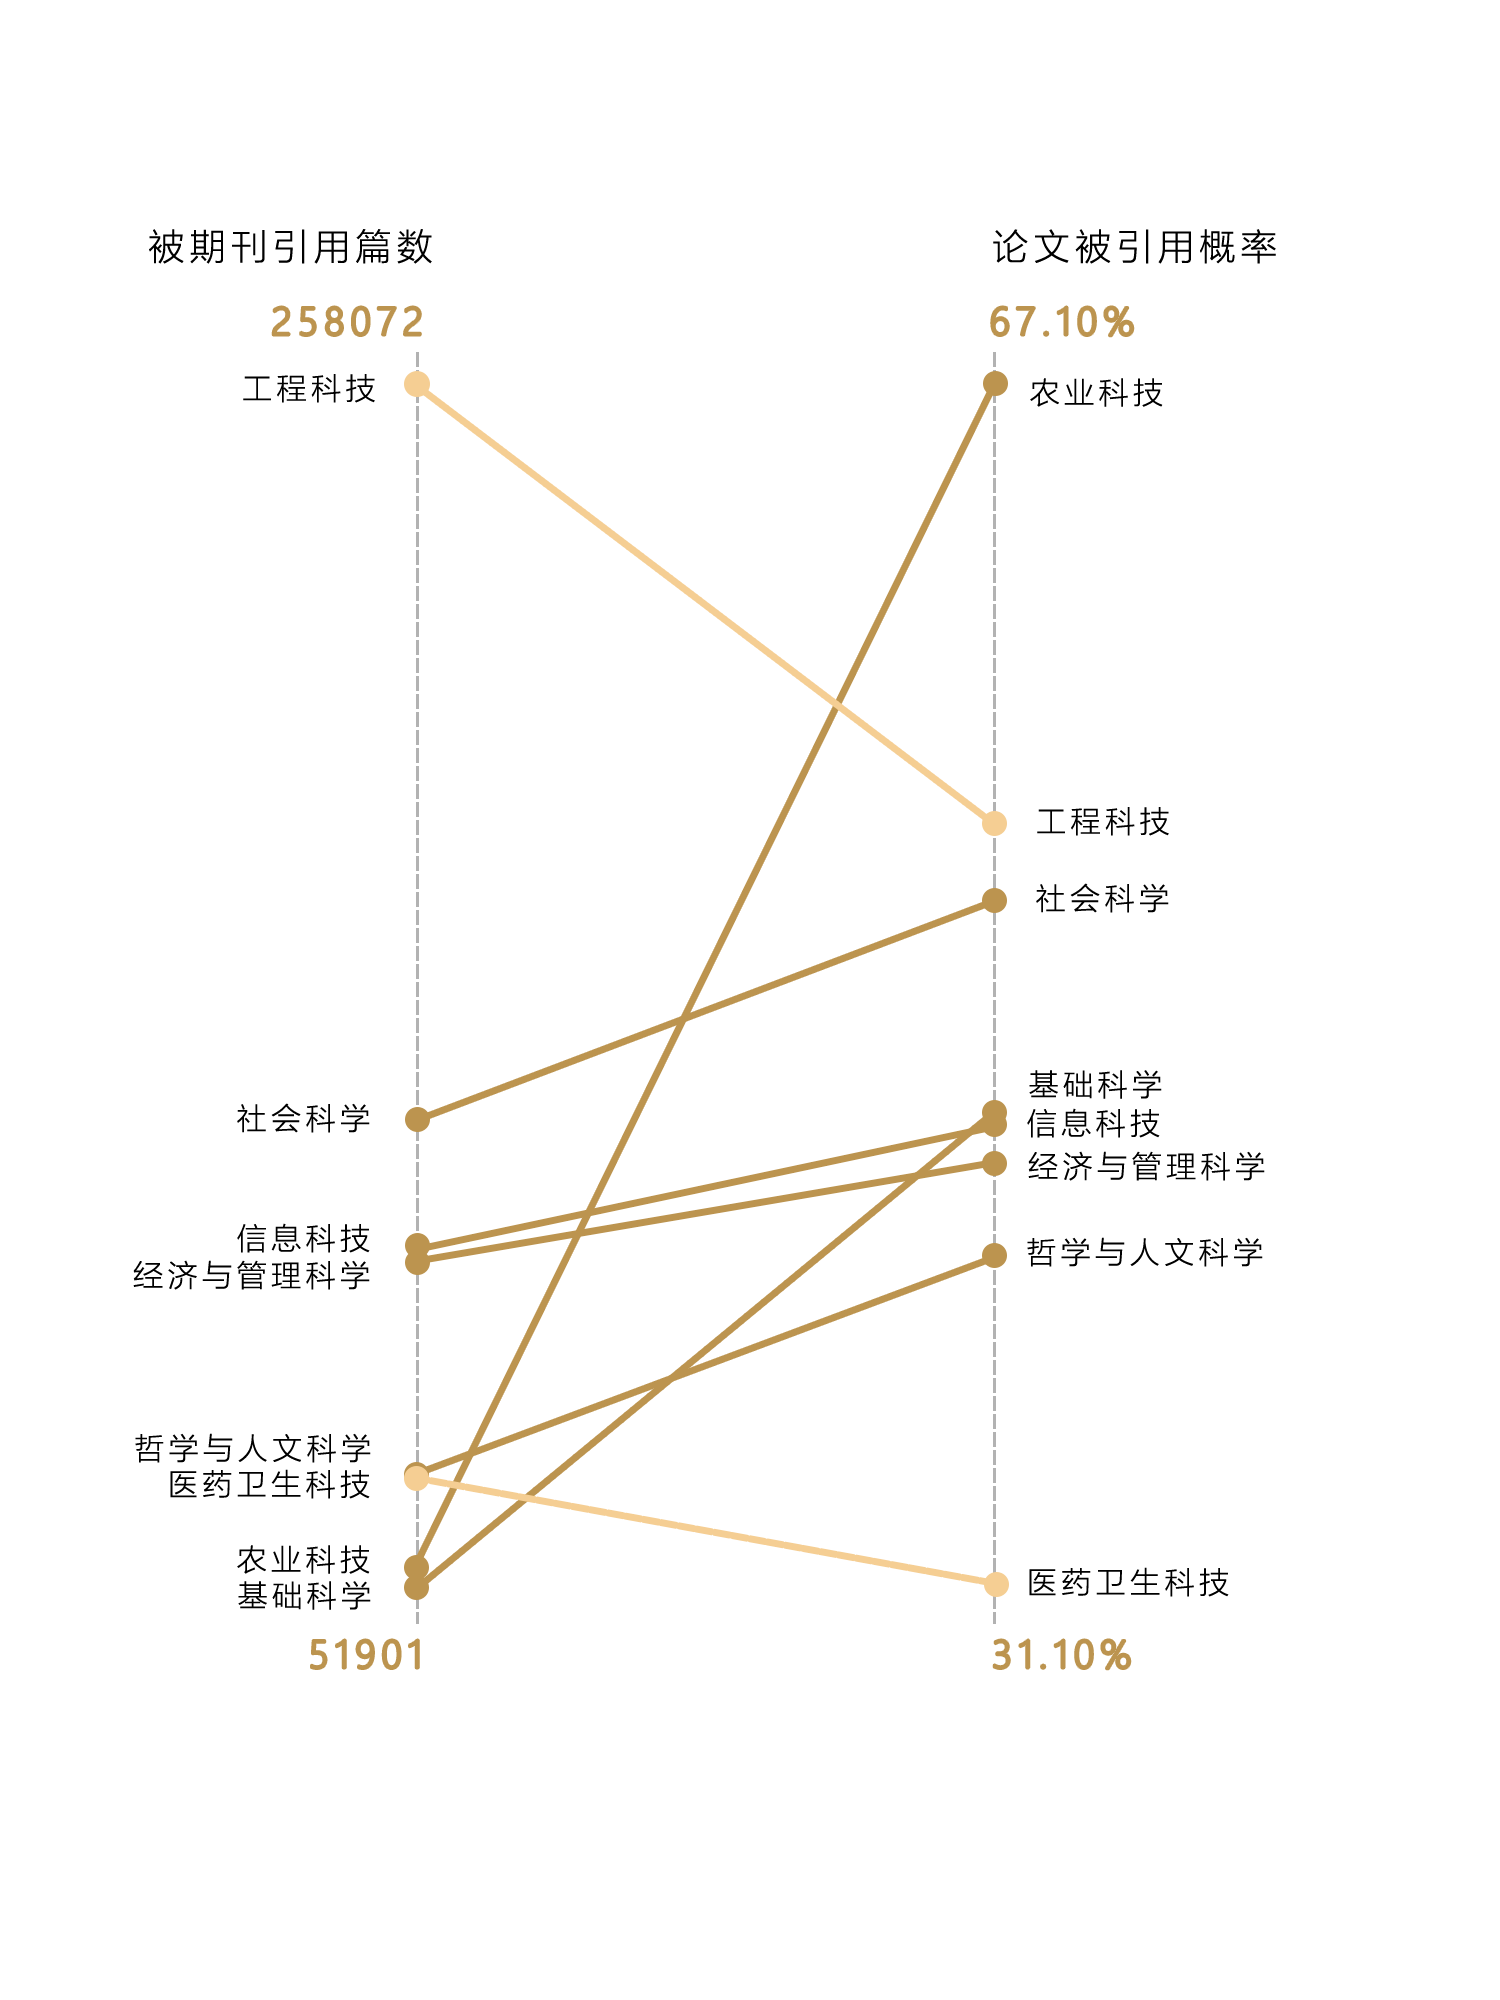 被期刊引用篇数
258072
工程科技
社会科学
信息科技
经济与管理科学
哲学与人文科学
医药卫生科技
农业科技
基础科学
51901
论文被引用概率
67.10%
农业科技
工程科技
社会科学
基础科学
信息科技
经济与管理科学
哲学与人文科学
医药卫生科技
31.10%